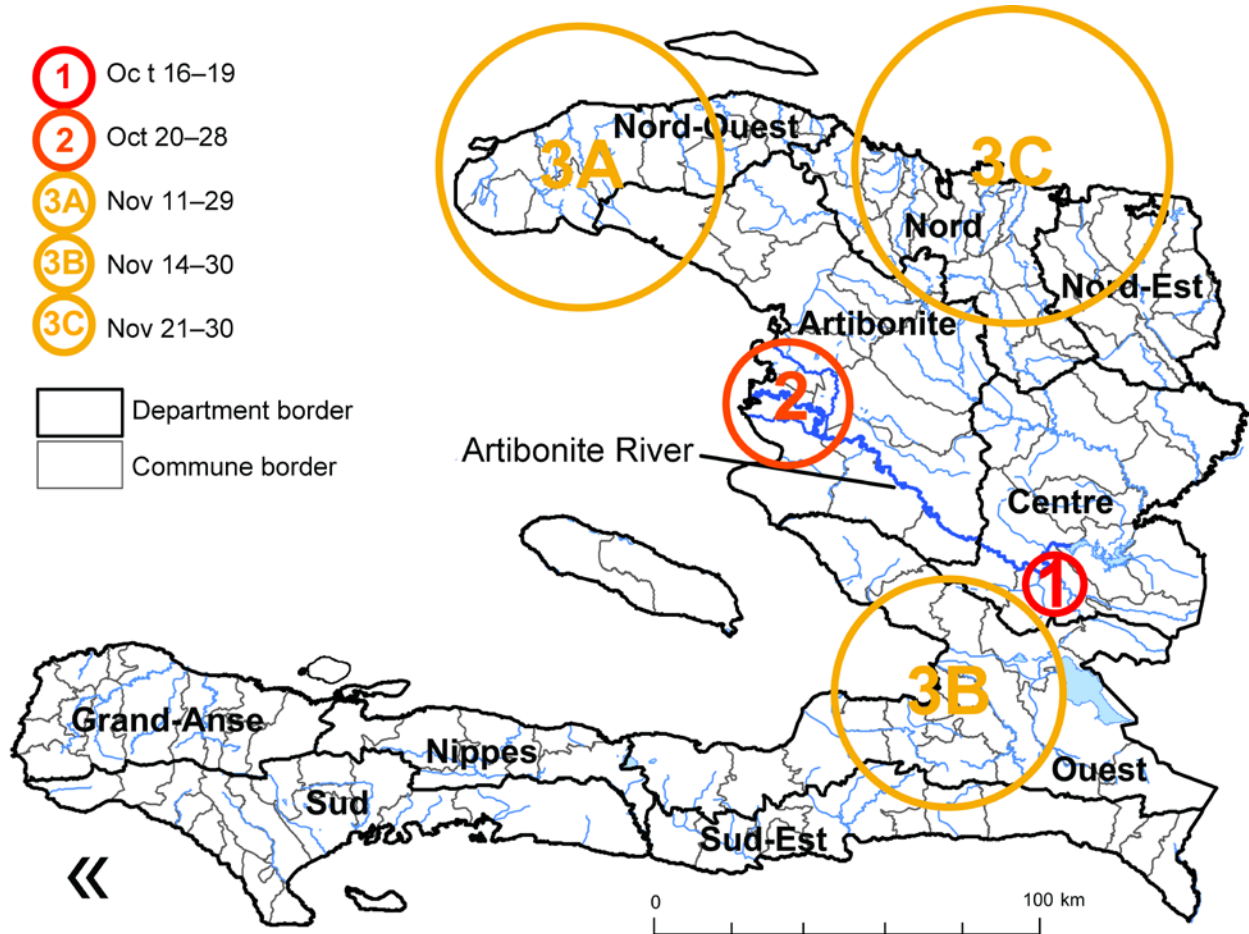 1 Oc t 16–19
2 Oct 20–28
3A Nov 11–29
3B Nov 14–30
3C Nov 21–30
Department border
Commune border
Nord-Ouest
3A
3C
Nord
Nord-Est
Artibonite
2
Artibonite River
Centre
1
3B
Grand-Anse
Nippes
Ouest
Sud
Sud-Est
«
0 100 km